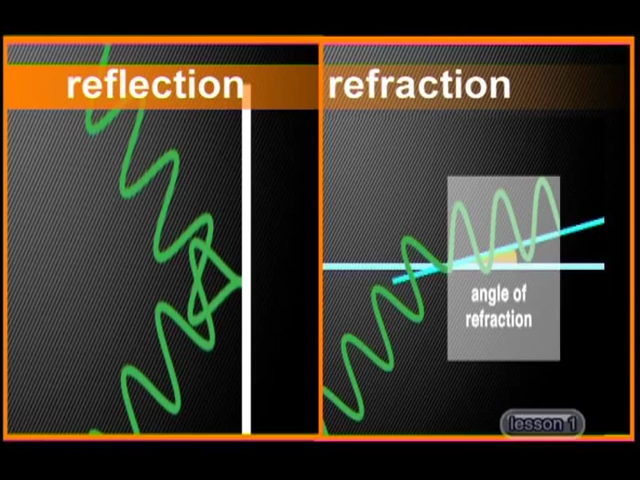 reflection
refraction
angle of
refraction
lesson 1